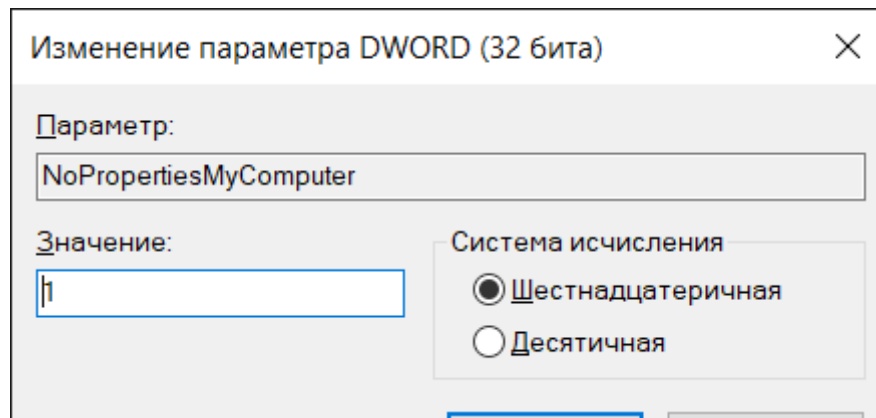 Изменение параметра DWORD (32 бита)
Параметр:
NoPropertiesMyComputer
Значение:
1
Система исчисления
Шестнадцатеричная
Десятичная